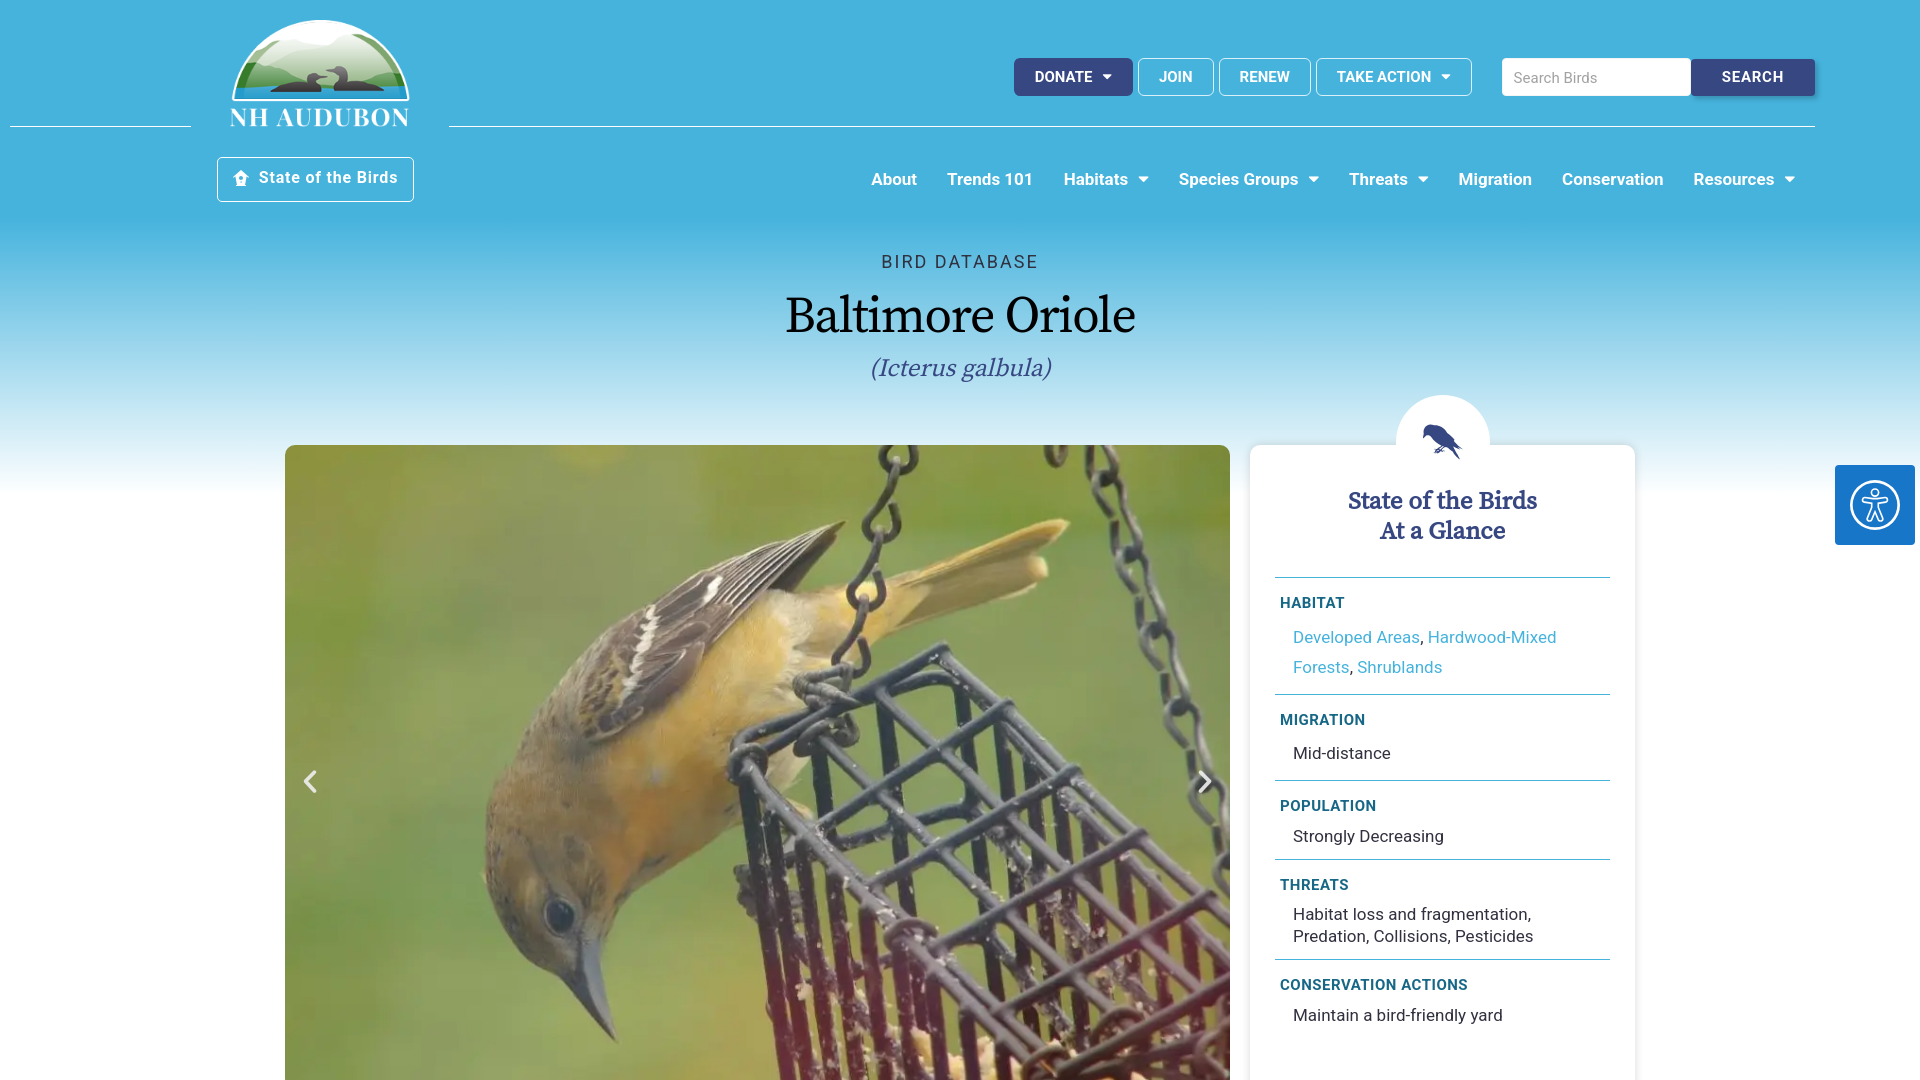 NH AUDUBON
DONATE
JOIN
RENEW
TAKE ACTION
Search Birds
SEARCH
State of the Birds
About
Trends 101
Habitats
Species Groups
Threats
Migration
Conservation
Resources
BIRD DATABASE
Baltimore Oriole
(Icterus galbula)
State of the Birds
At a Glance
HABITAT
Developed Areas, Hardwood-Mixed
Forests, Shrublands
MIGRATION
Mid-distance
POPULATION
Strongly Decreasing
THREATS
Habitat loss and fragmentation,
Predation, Collisions, Pesticides
CONSERVATION ACTIONS
Maintain a bird-friendly yard